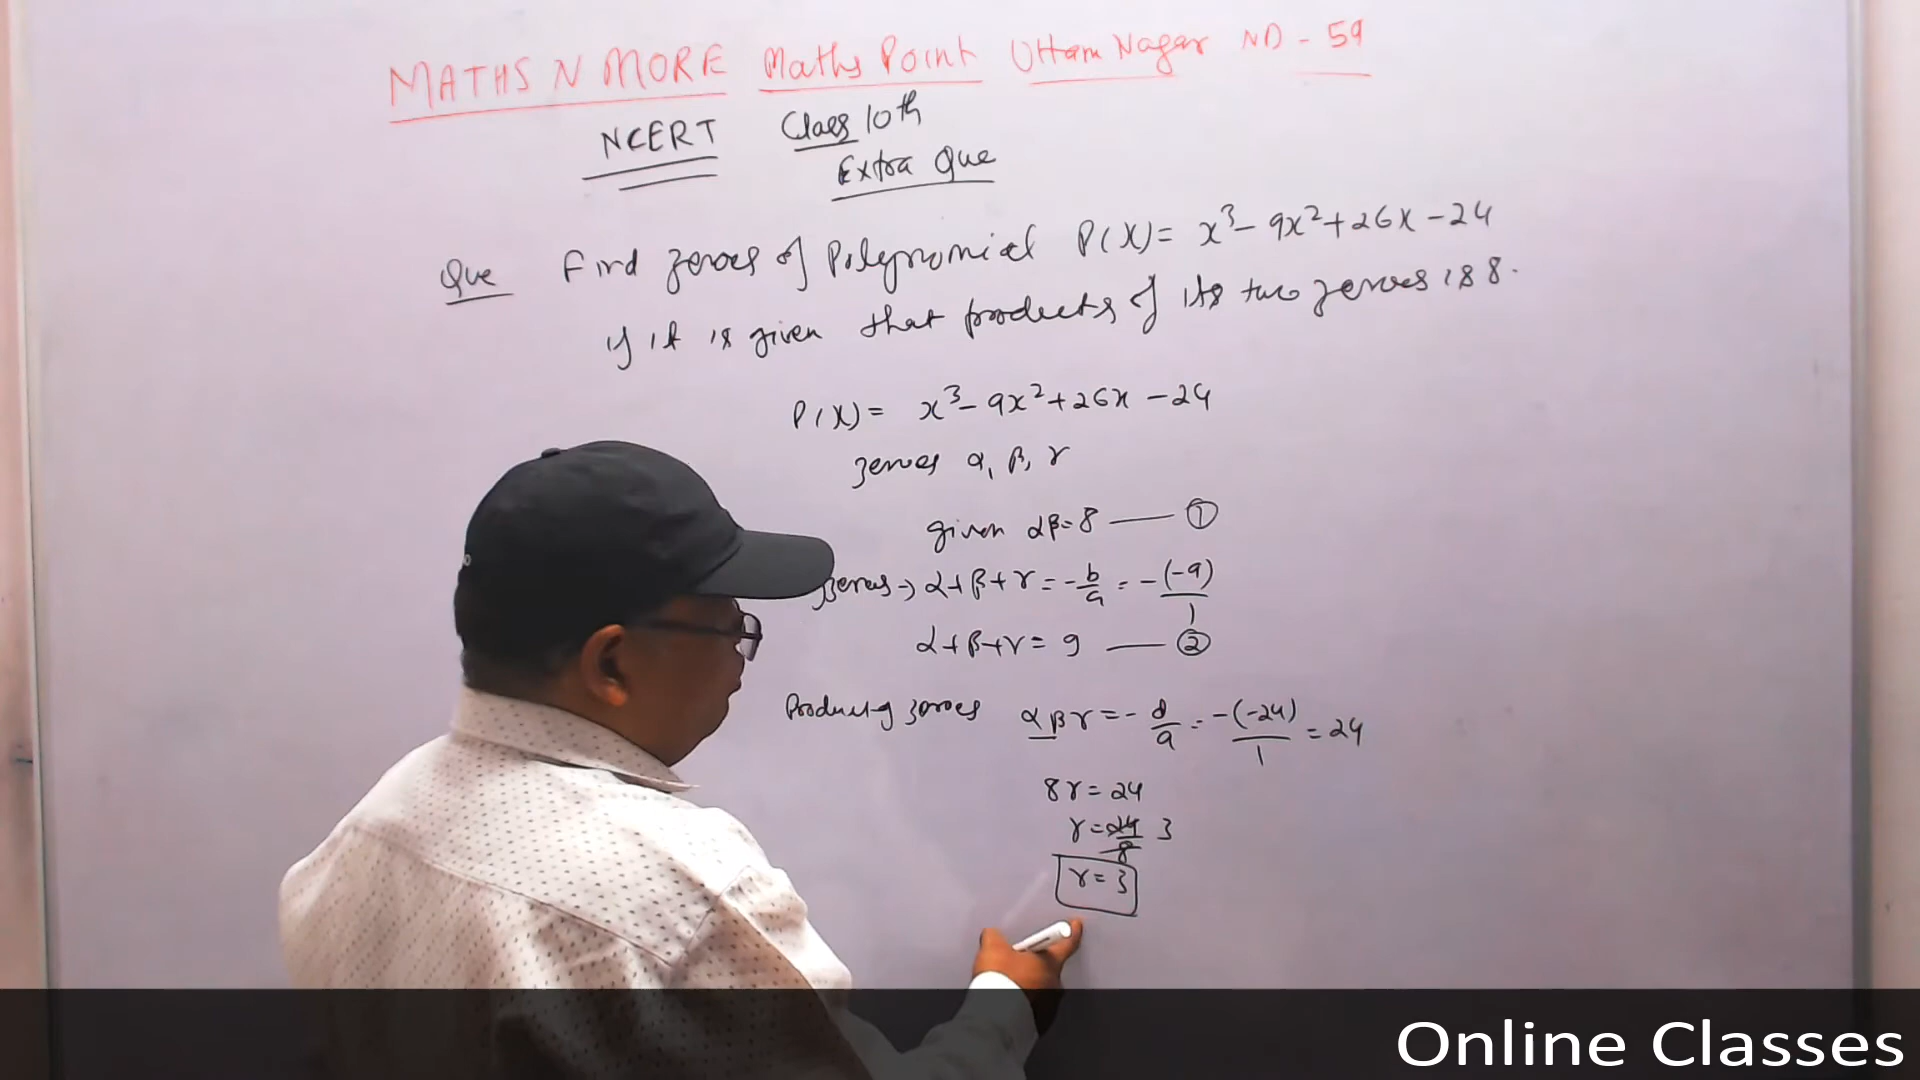 MATHS N MORE Maths Point Uttam Nagar ND - 59
NCERT Class 10th
Extra Que
Que Find zeroes of Polynomial P(X) = x³ - 9x² + 26x - 24
if it is given that products of its two zeroes is 8.
P(X) = x³ - 9x² + 26x - 24
zeroes α, β, γ
given αβ = 8 —— ①
zeroes → α + β + γ = -b/a = -(-9)/1
α + β + γ = 9 —— ②
Product of zeroes αβγ = -d/a = -(-24)/1 = 24
8γ = 24
γ = 24/8 3
γ = 3
Online Classes